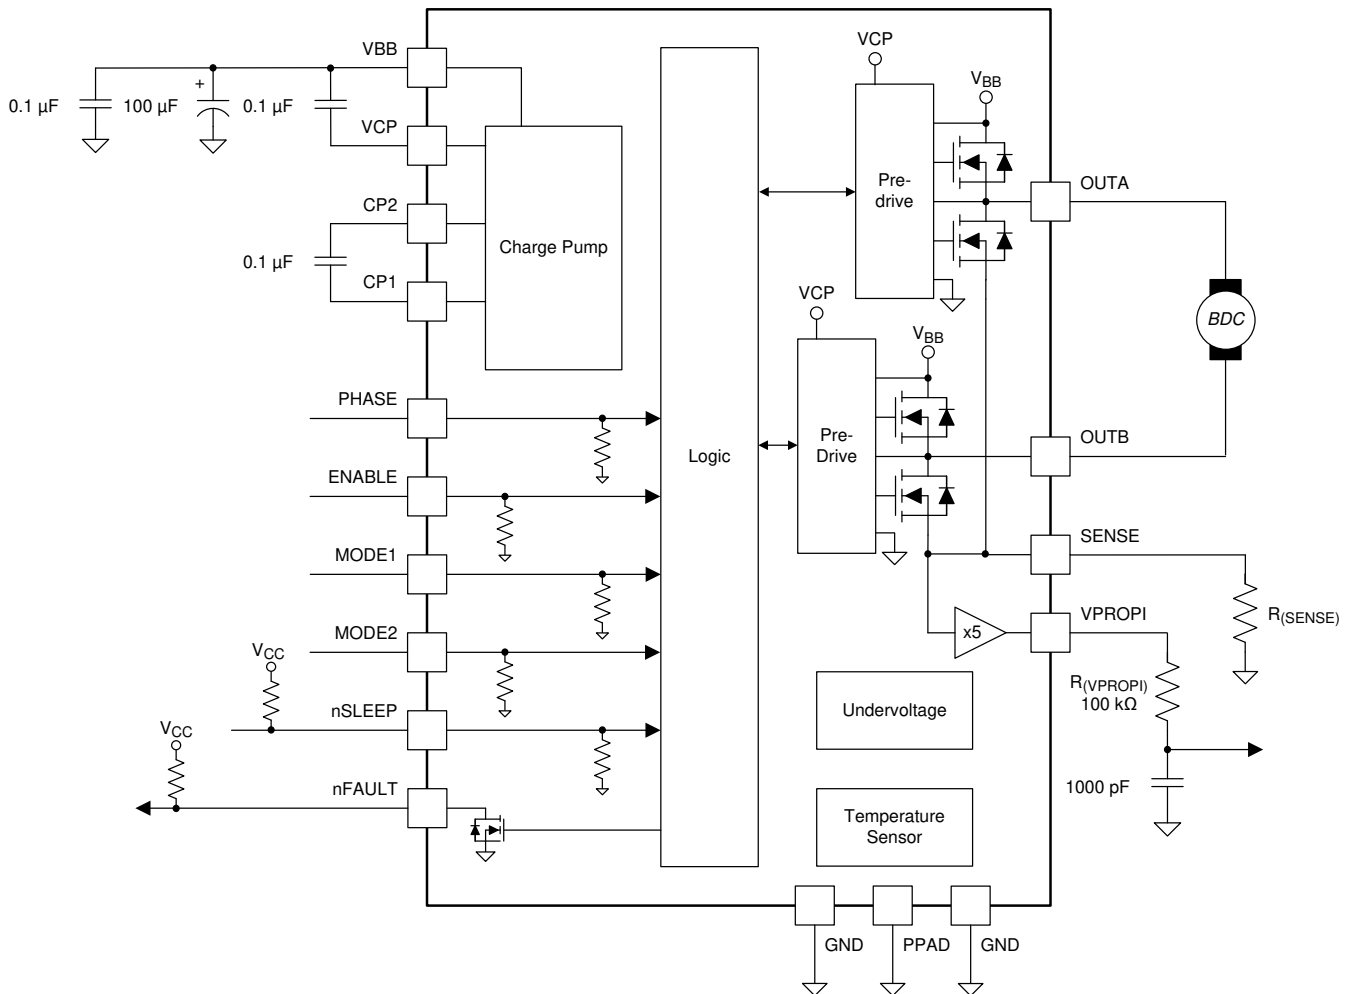 VBB
0.1 µF
+
100 µF
0.1 µF
VCP
CP2
0.1 µF
CP1
Charge Pump
PHASE
ENABLE
MODE1
MODE2
VCC
nSLEEP
VCC
nFAULT
Logic
VCP
VBB
Pre-
drive
OUTA
BDC
VCP
VBB
Pre-
Drive
OUTB
SENSE
R(SENSE)
x5
VPROPI
R(VPROPI)
100 kΩ
1000 pF
Undervoltage
Temperature
Sensor
GND
PPAD
GND